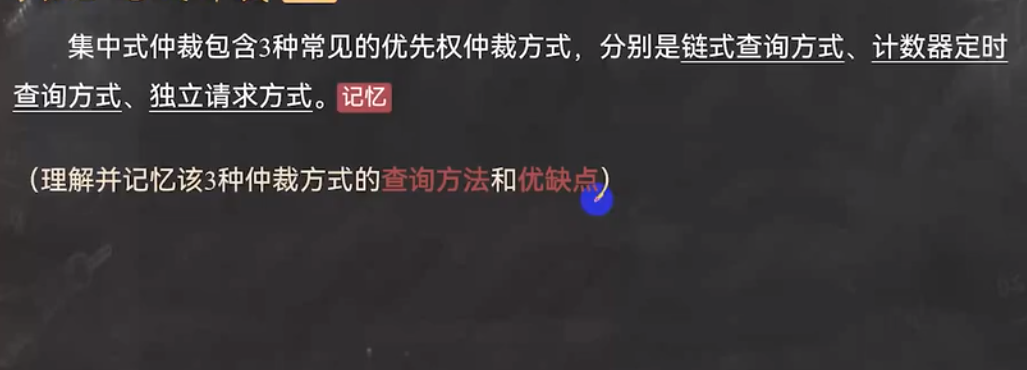 集中式仲裁包含3种常见的优先权仲裁方式，分别是链式查询方式、计数器定时
查询方式、独立请求方式。 记忆
（理解并记忆该3种仲裁方式的查询方法和优缺点）